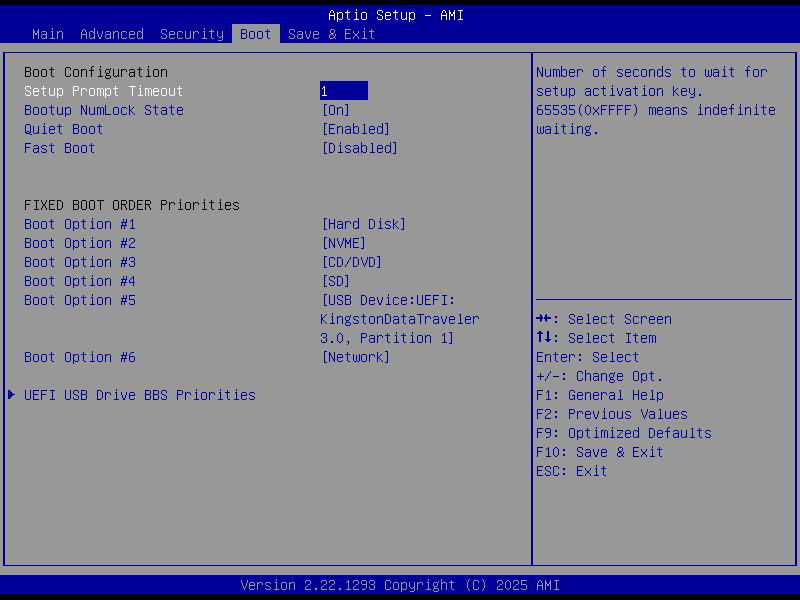 Aptio Setup – AMI
Main Advanced Security Boot Save & Exit
Boot Configuration
Setup Prompt Timeout 1
Bootup NumLock State [On]
Quiet Boot [Enabled]
Fast Boot [Disabled]
FIXED BOOT ORDER Priorities
Boot Option #1 [Hard Disk]
Boot Option #2 [NVME]
Boot Option #3 [CD/DVD]
Boot Option #4 [SD]
Boot Option #5 [USB Device:UEFI:
KingstonDataTraveler
3.0, Partition 1]
Boot Option #6 [Network]
UEFI USB Drive BBS Priorities
Number of seconds to wait for
setup activation key.
65535(0xFFFF) means indefinite
waiting.
→←: Select Screen
↑↓: Select Item
Enter: Select
+/-: Change Opt.
F1: General Help
F2: Previous Values
F9: Optimized Defaults
F10: Save & Exit
ESC: Exit
Version 2.22.1293 Copyright (C) 2025 AMI